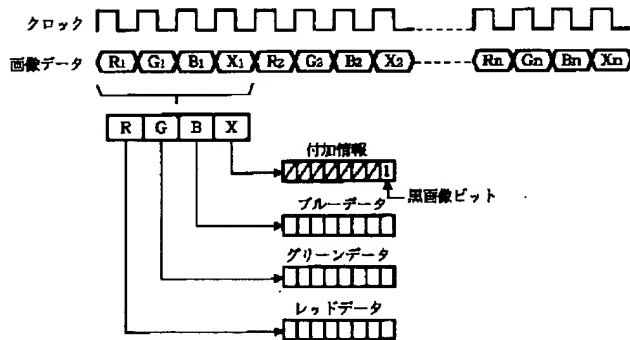 クロック
画像データ R1 G1 B1 X1 R2 G2 B2 X2 Rn Gn Bn Xn
R G B X
付加情報
1
黒画像ビット
ブルーデータ
グリーンデータ
レッドデータ